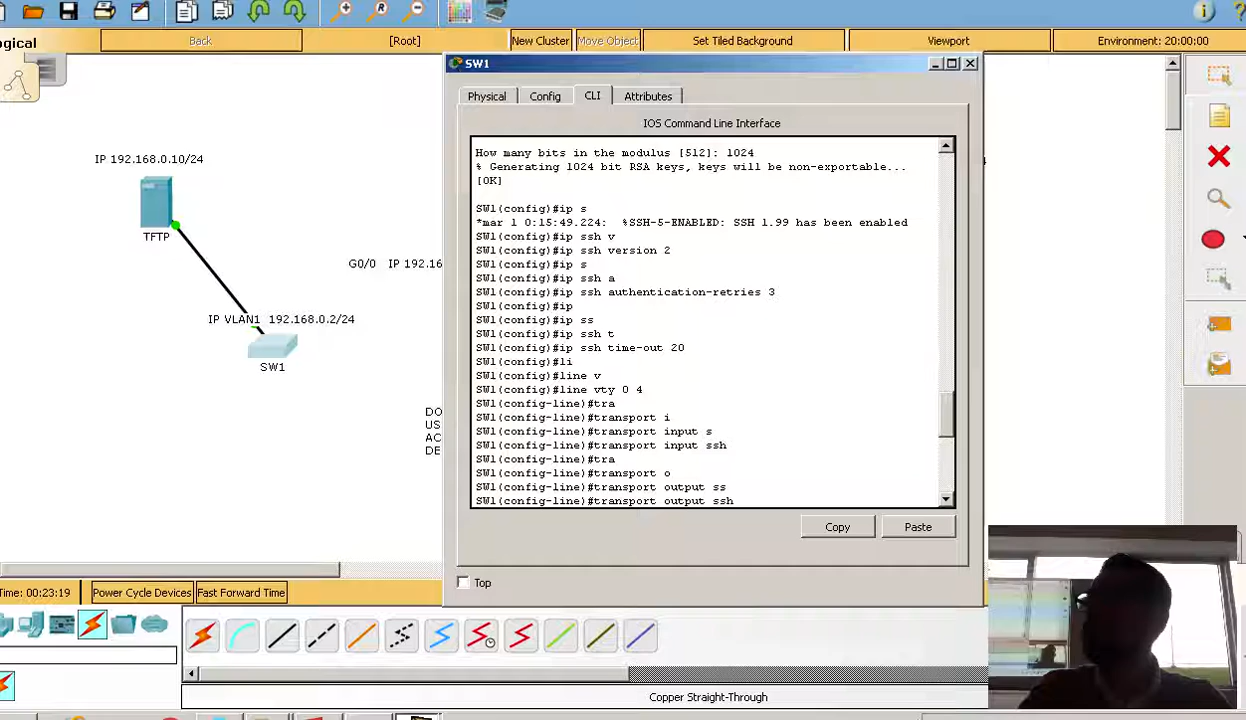 ogical
Back
[Root]
New Cluster
Move Object
Set Tiled Background
Viewport
Environment: 20:00:00
SW1
Physical
Config
CLI
Attributes
IOS Command Line Interface
How many bits in the modulus [512]: 1024
% Generating 1024 bit RSA keys, keys will be non-exportable...
[OK]
SW1(config)#ip s
*mar 1 0:15:49.224: %SSH-5-ENABLED: SSH 1.99 has been enabled
SW1(config)#ip ssh v
SW1(config)#ip ssh version 2
SW1(config)#ip s
SW1(config)#ip ssh a
SW1(config)#ip ssh authentication-retries 3
SW1(config)#ip
SW1(config)#ip ss
SW1(config)#ip ssh t
SW1(config)#ip ssh time-out 20
SW1(config)#li
SW1(config)#line v
SW1(config)#line vty 0 4
SW1(config-line)#tra
SW1(config-line)#transport i
SW1(config-line)#transport input s
SW1(config-line)#transport input ssh
SW1(config-line)#tra
SW1(config-line)#transport o
SW1(config-line)#transport output ss
SW1(config-line)#transport output ssh
Copy
Paste
Top
IP 192.168.0.10/24
TFTP
G0/0 IP 192.16
IP VLAN1 192.168.0.2/24
SW1
DO
US
AC
DE
Time: 00:23:19
Power Cycle Devices
Fast Forward Time
Copper Straight-Through